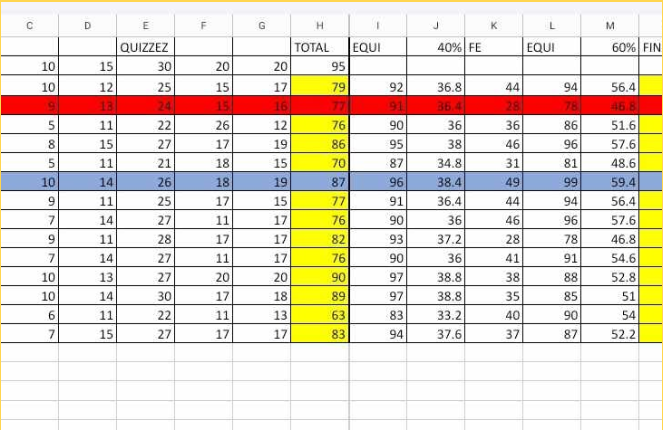 C D E F G H I J K L M
QUIZZEZ TOTAL EQUI 40% FE EQUI 60% FIN
10 15 30 20 20 95
10 12 25 15 17 79 92 36.8 44 94 56.4
9 13 24 15 16 77 91 36.4 28 78 46.8
5 11 22 26 12 76 90 36 36 86 51.6
8 15 27 17 19 86 95 38 46 96 57.6
5 11 21 18 15 70 87 34.8 31 81 48.6
10 14 26 18 19 87 96 38.4 49 99 59.4
9 11 25 17 15 77 91 36.4 44 94 56.4
7 14 27 11 17 76 90 36 46 96 57.6
9 11 28 17 17 82 93 37.2 28 78 46.8
7 14 27 11 17 76 90 36 41 91 54.6
10 13 27 20 20 90 97 38.8 38 88 52.8
10 14 30 17 18 89 97 38.8 35 85 51
6 11 22 11 13 63 83 33.2 40 90 54
7 15 27 17 17 83 94 37.6 37 87 52.2